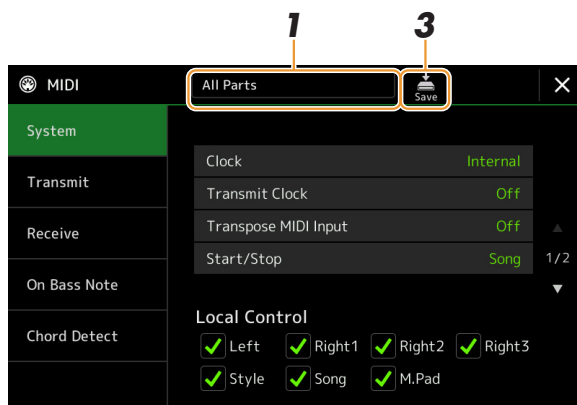 1 3
MIDI All Parts Save
System
Transmit
Receive
On Bass Note
Chord Detect
Clock Internal
Transmit Clock Off
Transpose MIDI Input Off
Start/Stop Song
1/2
Local Control
Left Right1 Right2 Right3
Style Song M.Pad